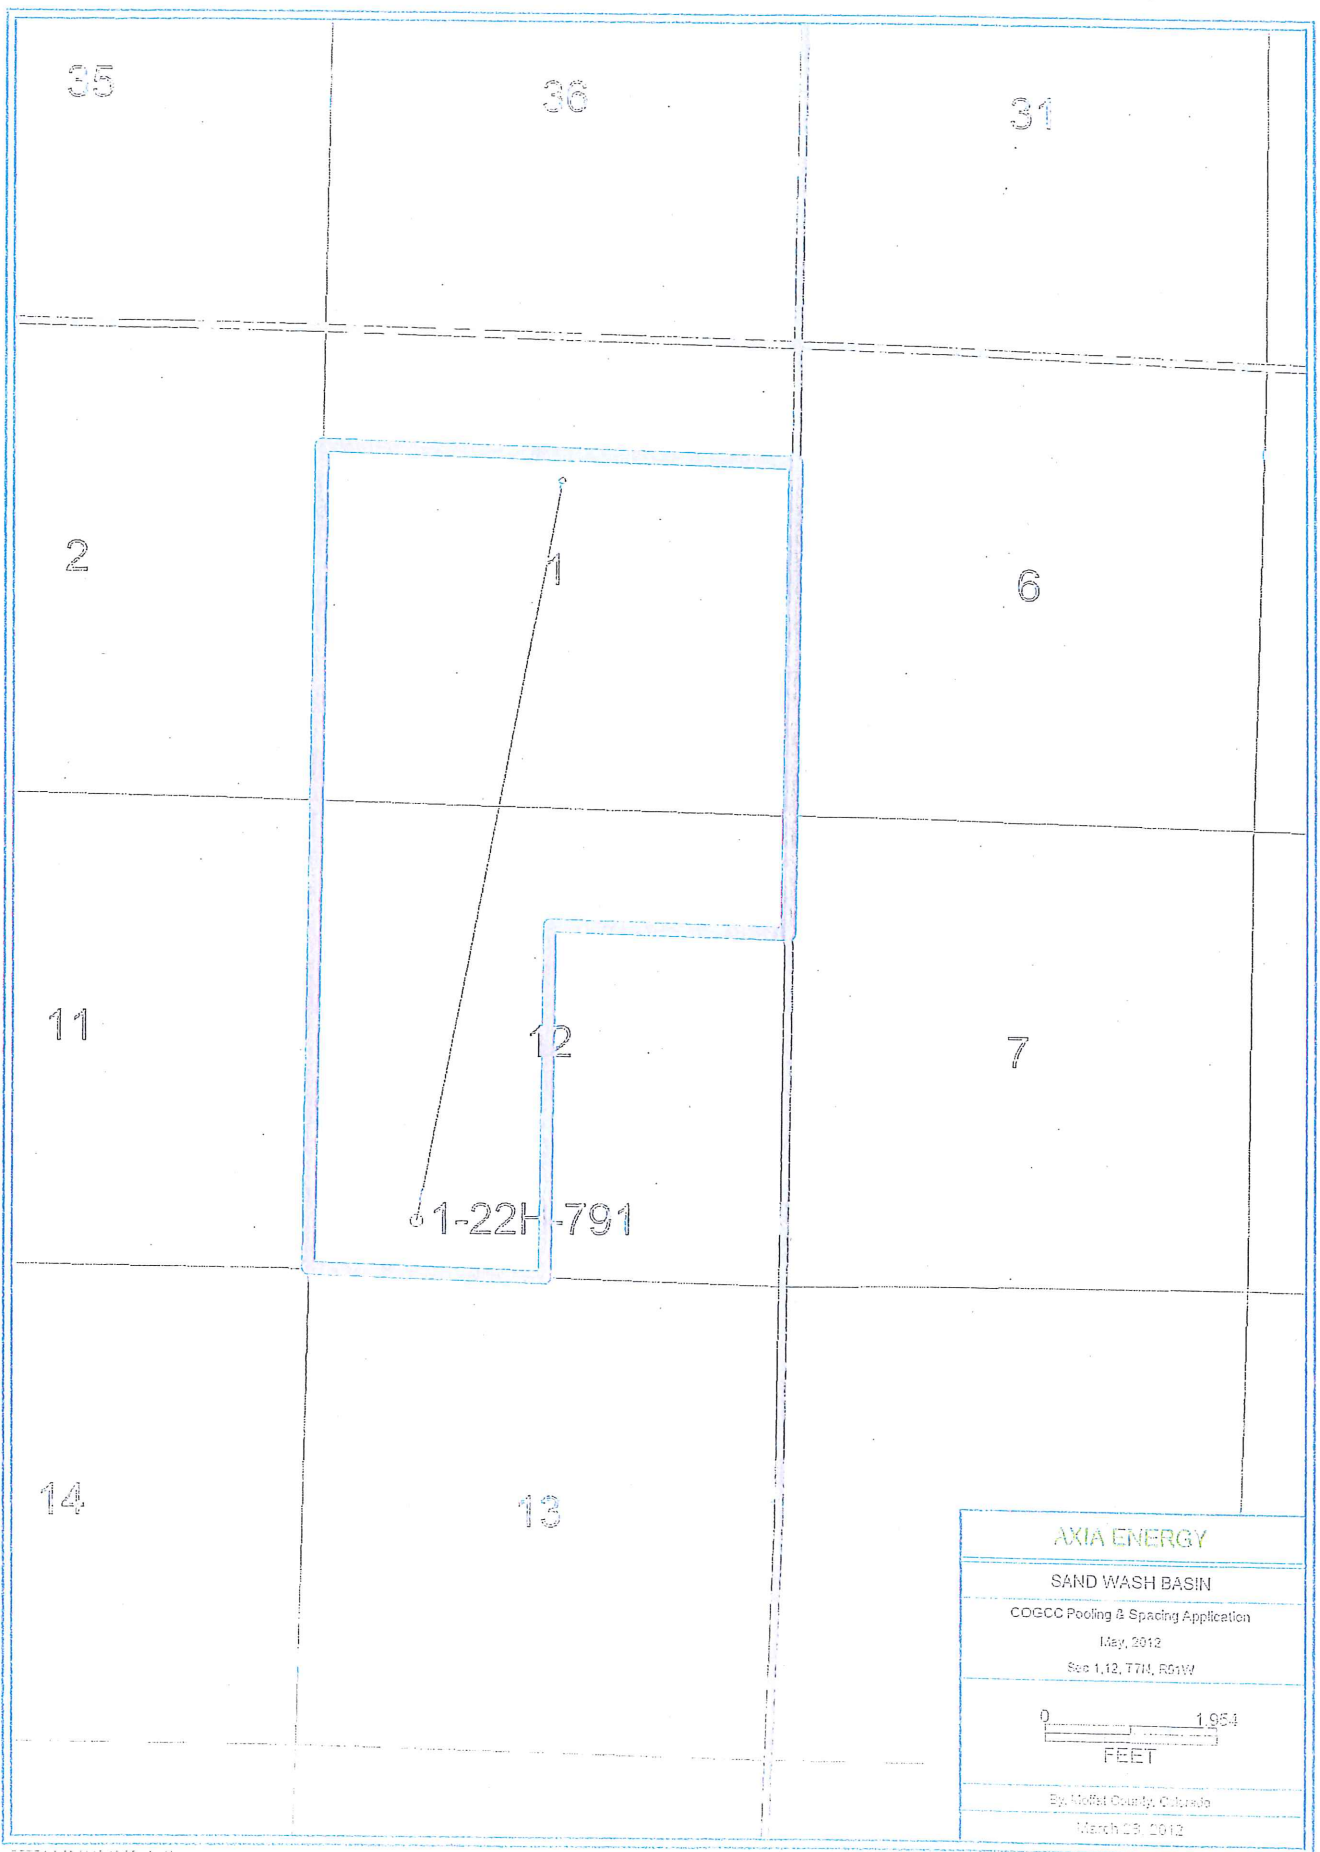 35
36
31
2
1
6
11
12
7
1-22H-791
14
13
AXIA ENERGY
SAND WASH BASIN
COGCC Pooling & Spacing Application
May, 2012
Sec 1,12, T7N, R91W
0 1,954
FEET
By, Moffat County, Colorado
March 23, 2012